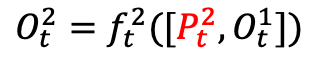 $O_t^2 = f_t^2([P_t^2, O_t^1])$